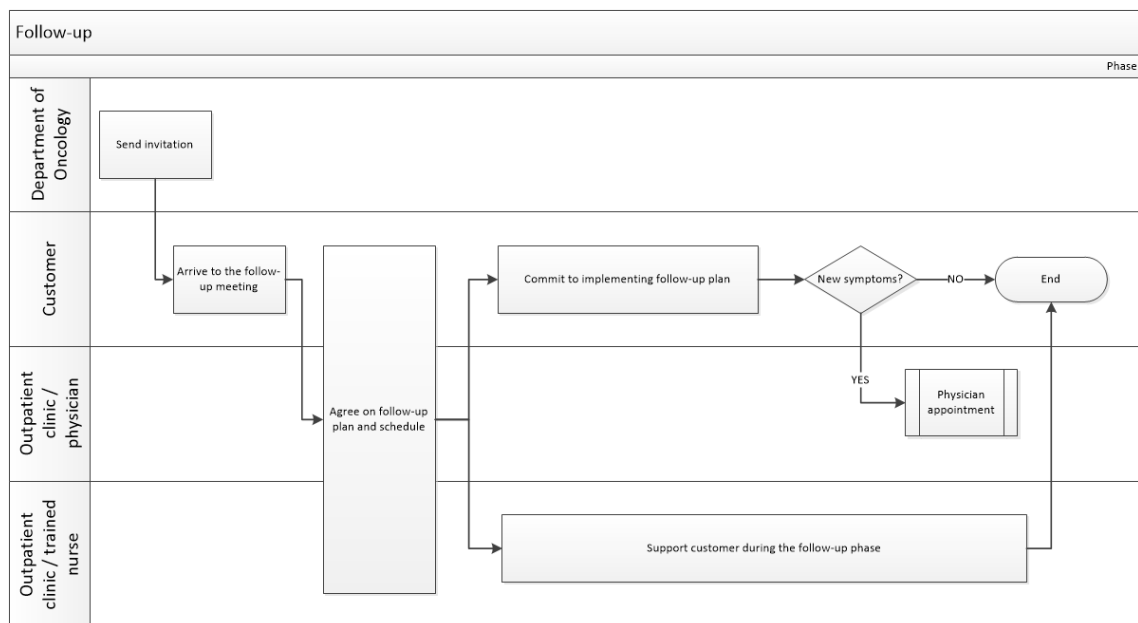 Follow-up
Phase
Department of
Oncology
Send invitation
Customer
Arrive to the follow-
up meeting
Commit to implementing follow-up plan
New symptoms?
NO
End
Outpatient
clinic /
physician
Agree on follow-up
plan and schedule
YES
Physician
appointment
Outpatient
clinic / trained
nurse
Support customer during the follow-up phase